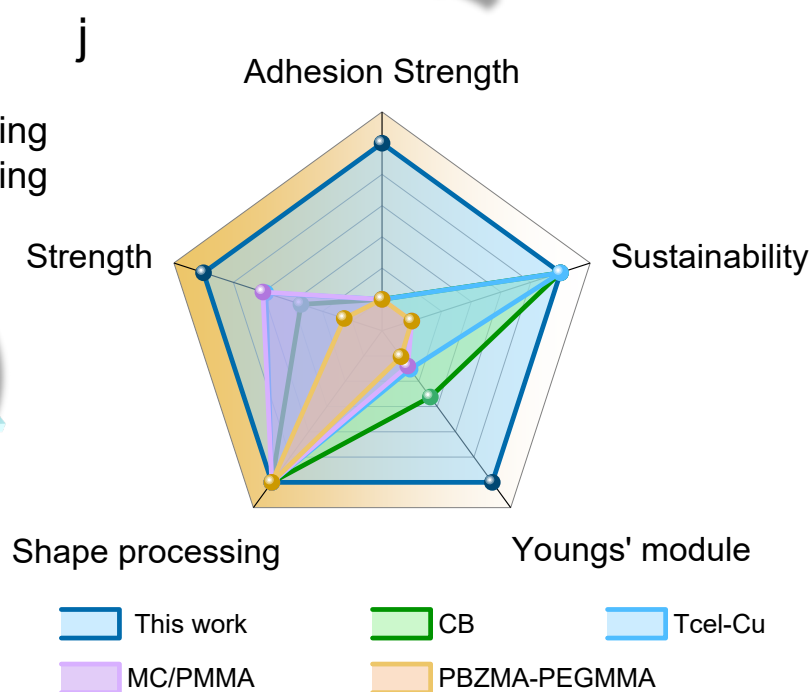 j
Adhesion Strength
ing
ing
Strength
Sustainability
Shape processing
Youngs' module
This work
CB
Tcel-Cu
MC/PMMA
PBZMA-PEGMMA